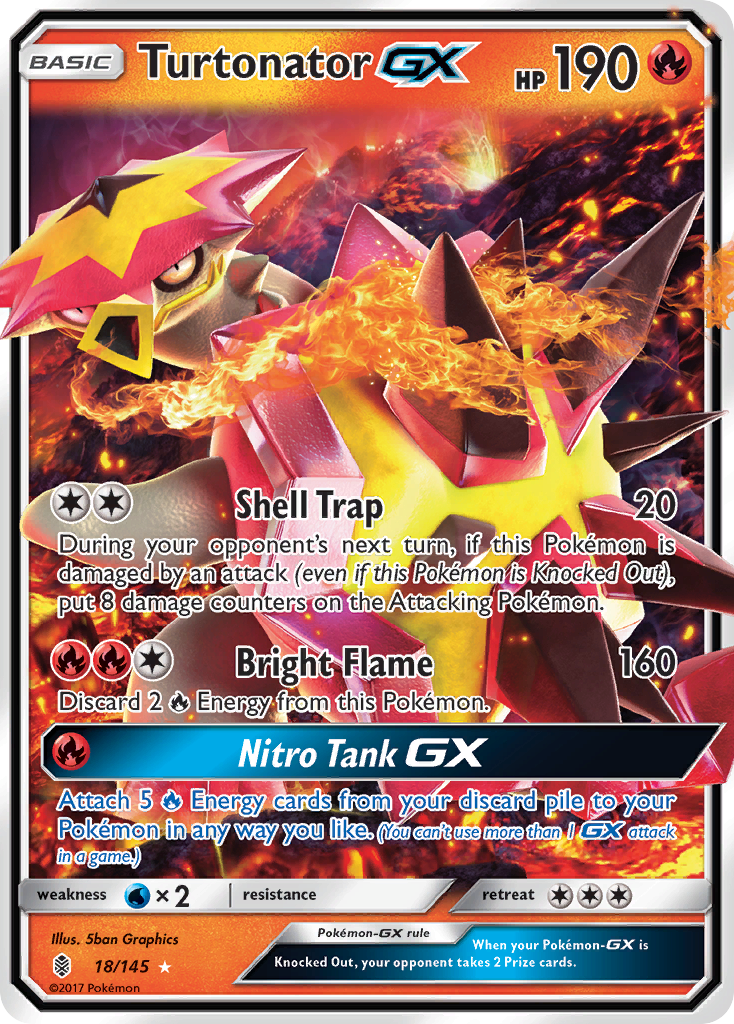 BASIC Turtonator GX HP 190
Shell Trap 20
During your opponent's next turn, if this Pokémon is
damaged by an attack (even if this Pokémon is Knocked Out),
put 8 damage counters on the Attacking Pokémon.
Bright Flame 160
Discard 2 Energy from this Pokémon.
Nitro Tank GX
Attach 5 Energy cards from your discard pile to your
Pokémon in any way you like. (You can't use more than 1 GX attack
in a game.)
weakness × 2 resistance retreat
Illus. 5ban Graphics
18/145
©2017 Pokémon
Pokémon-GX rule
When your Pokémon-GX is
Knocked Out, your opponent takes 2 Prize cards.